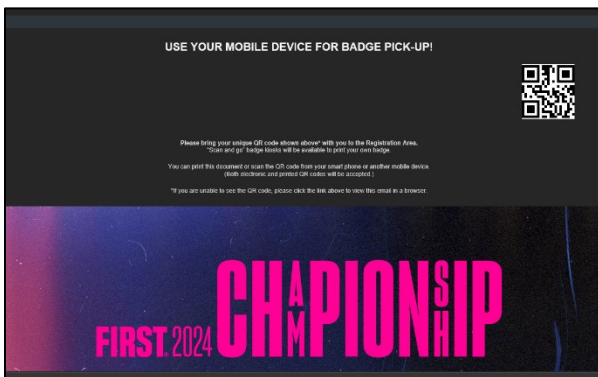 USE YOUR MOBILE DEVICE FOR BADGE PICK-UP!
Please bring your unique QR code shown above* with you to the Registration Area.
"Scan and go" badge kiosks will be available to print your own badge.
You can print this document or scan the QR code from your smart phone or another mobile device.
(Both electronic and printed QR codes will be accepted.)
*If you are unable to see the QR code, please click the link above to view this email in a browser.
FIRST. 2024 CHAMPIONSHIP